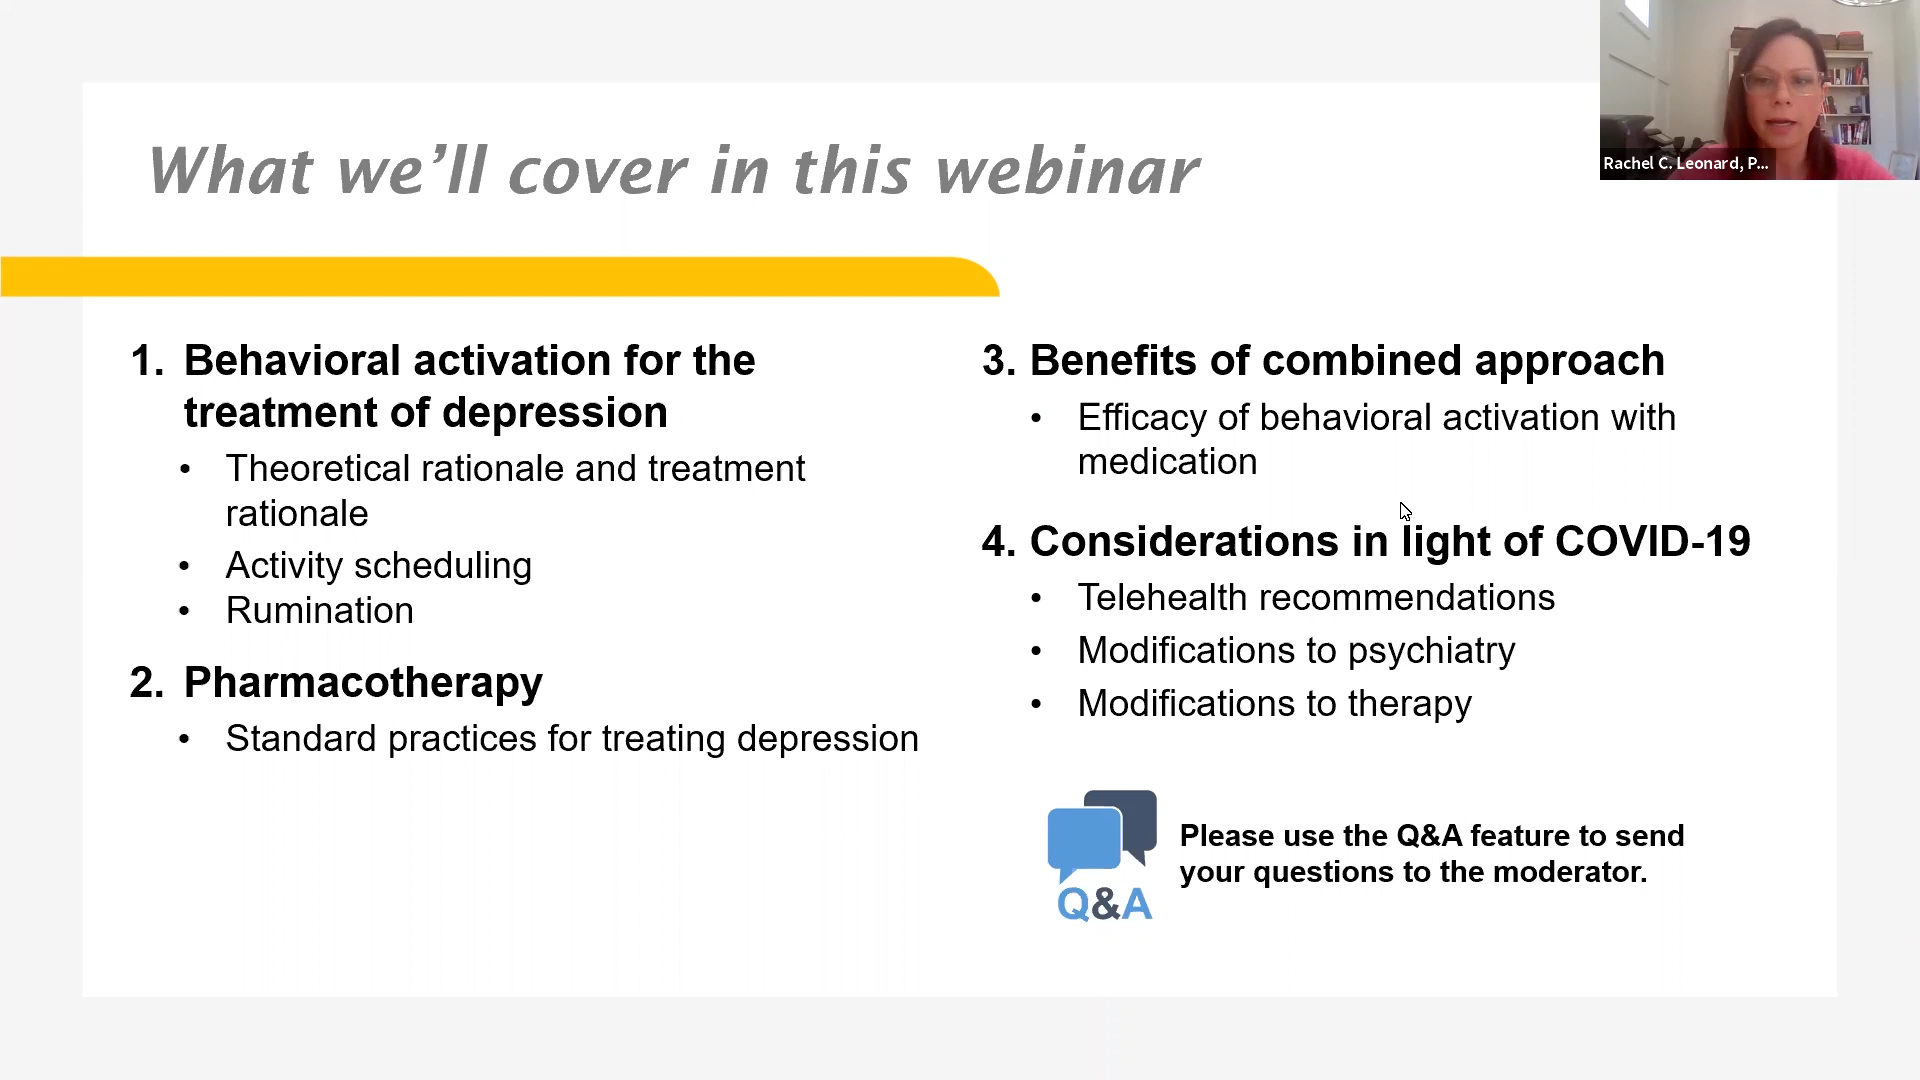 What we’ll cover in this webinar
Rachel C. Leonard, P...
1. Behavioral activation for the
treatment of depression
• Theoretical rationale and treatment
rationale
• Activity scheduling
• Rumination
2. Pharmacotherapy
• Standard practices for treating depression
3. Benefits of combined approach
• Efficacy of behavioral activation with
medication
4. Considerations in light of COVID-19
• Telehealth recommendations
• Modifications to psychiatry
• Modifications to therapy
Q&A
Please use the Q&A feature to send
your questions to the moderator.